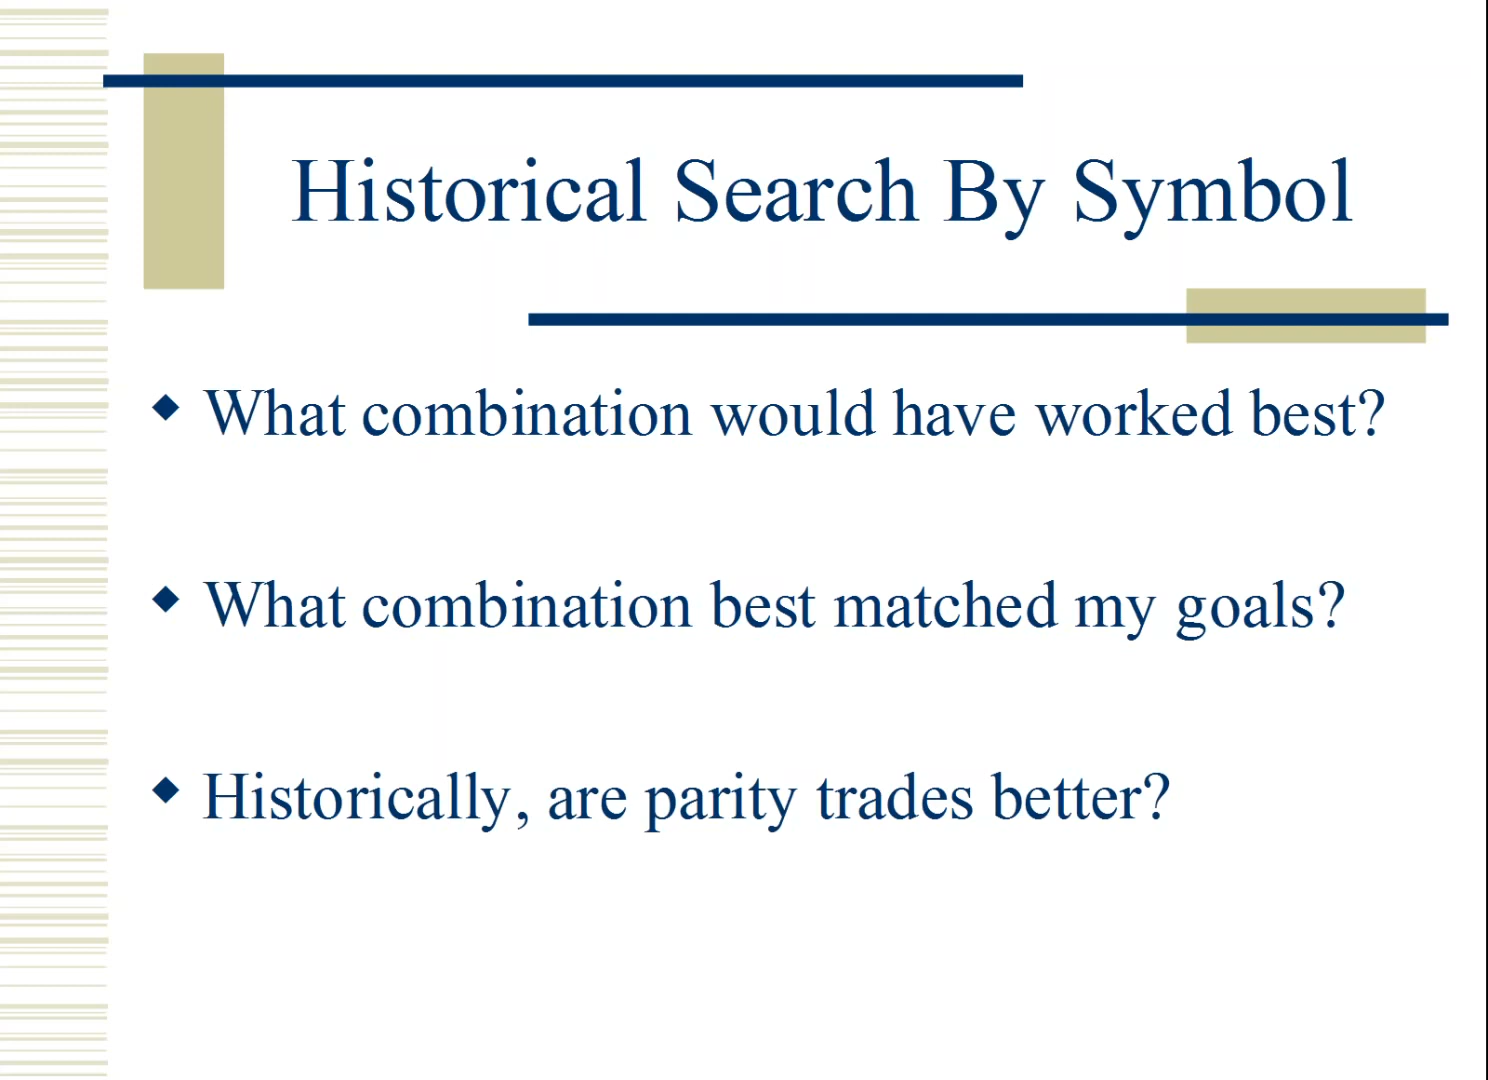 Historical Search By Symbol
What combination would have worked best?
What combination best matched my goals?
Historically, are parity trades better?